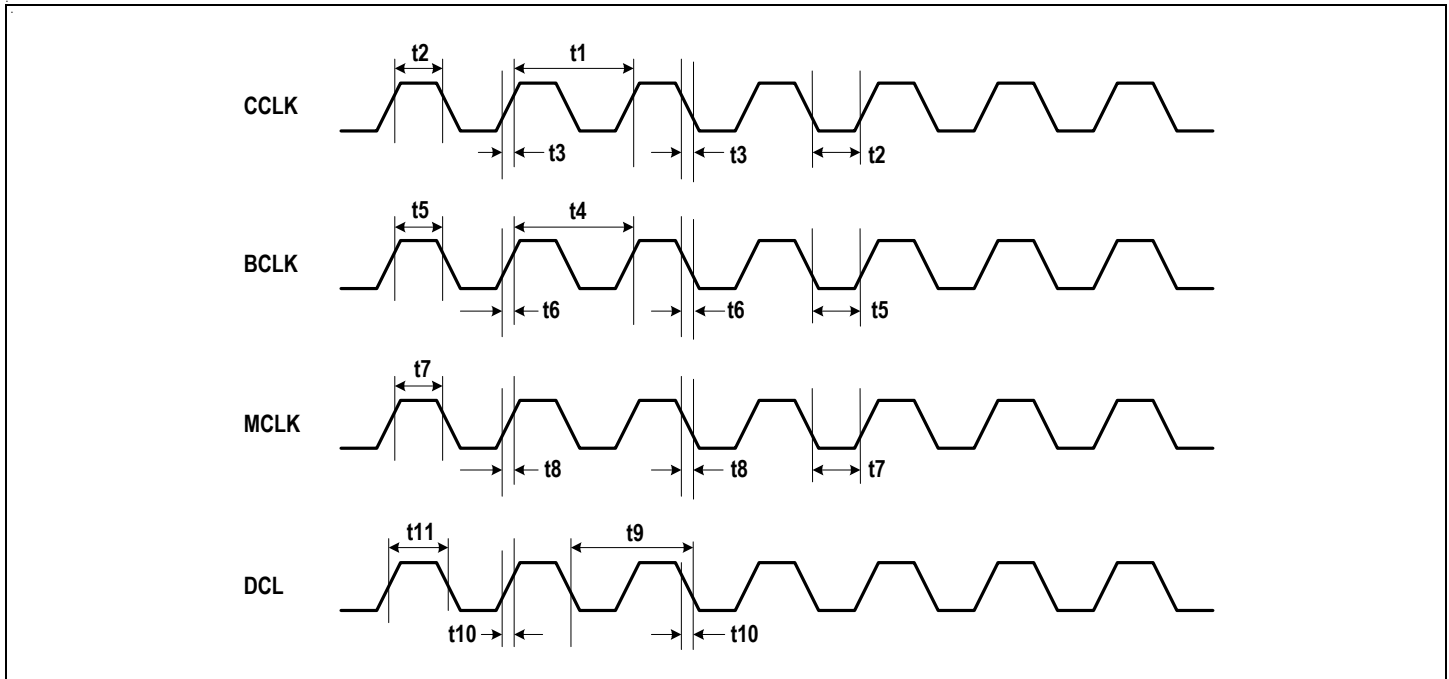 t2 t1
CCLK
t3 t3 t2
t5 t4
BCLK
t6 t6 t5
t7
MCLK
t8 t8 t7
t11 t9
DCL
t10 t10